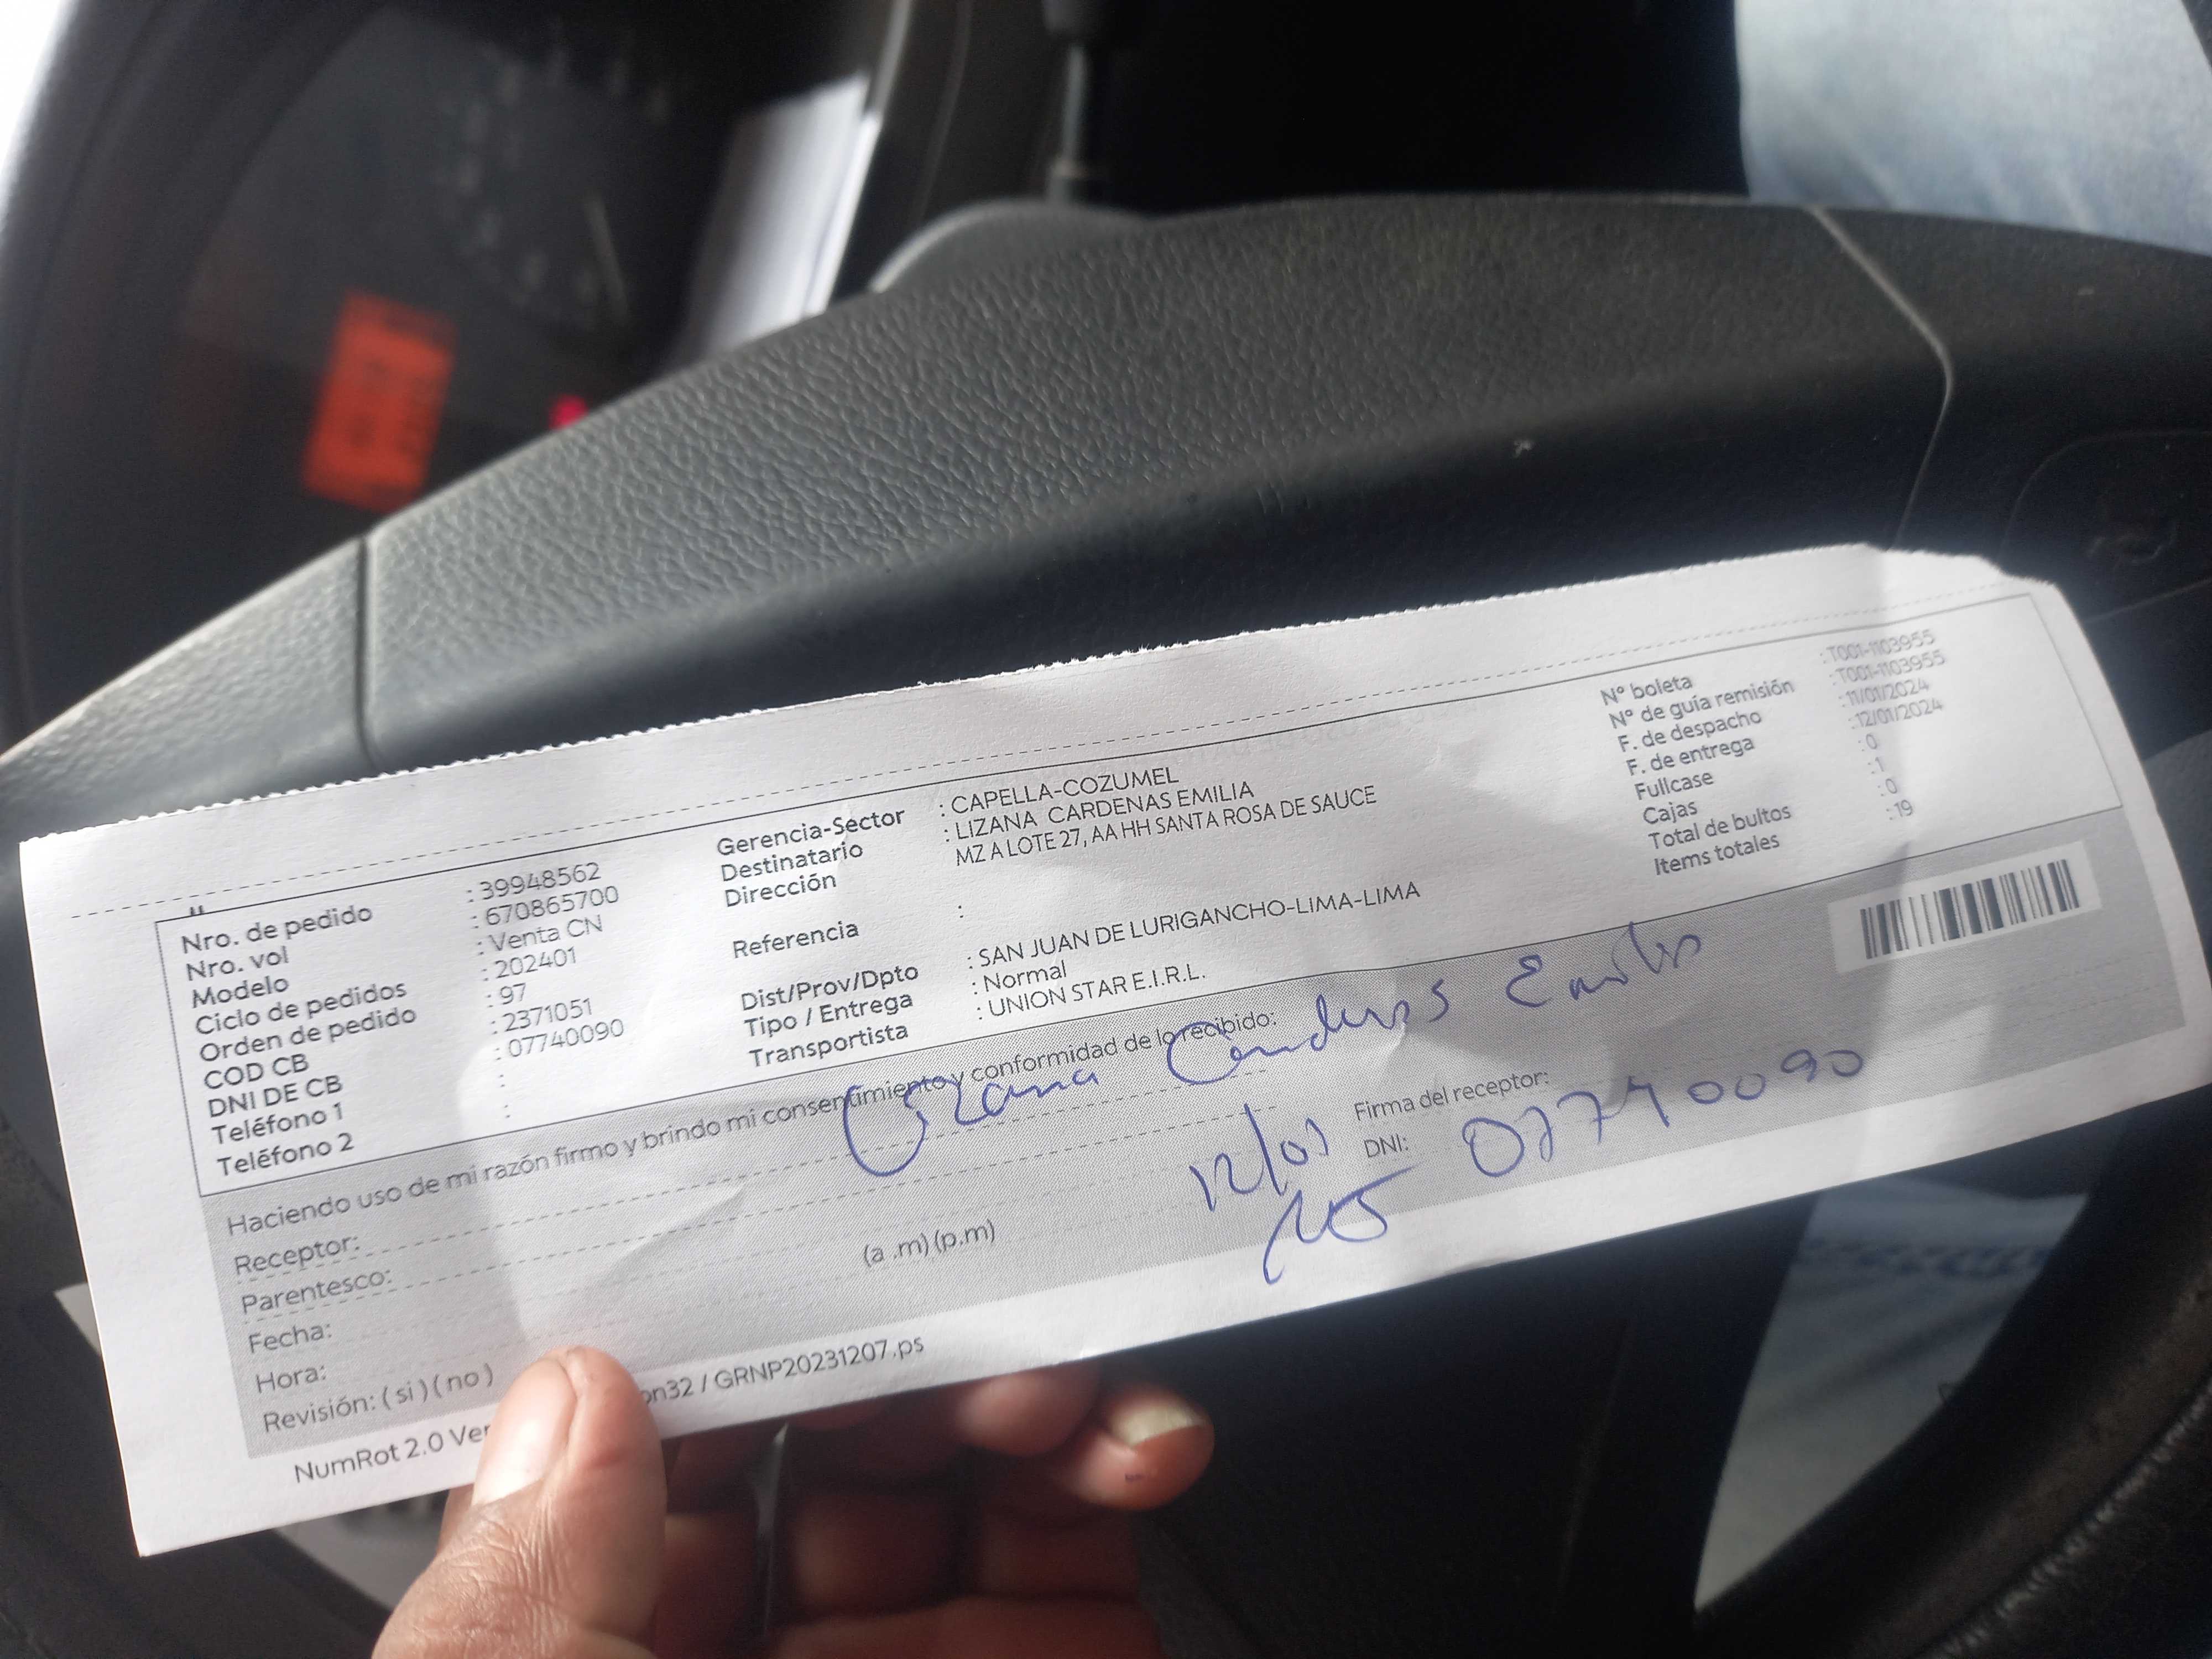 Nro. de pedido : 39948562
Nro. vol : 670865700
Modelo : Venta CN
Ciclo de pedidos : 202401
Orden de pedido : 97
COD CB : 2371051
DNI DE CB : 07740090
Teléfono 1 :
Teléfono 2 :
Gerencia-Sector : CAPELLA-COZUMEL
Destinatario : LIZANA CARDENAS EMILIA
Dirección MZ A LOTE 27, AA HH SANTA ROSA DE SAUCE
Referencia :
Dist/Prov/Dpto : SAN JUAN DE LURIGANCHO-LIMA-LIMA
Tipo / Entrega : Normal
Transportista : UNION STAR E.I.R.L.
N° boleta : T001-1103955
N° de guía remisión : T001-1103955
F. de despacho : 11/01/2024
F. de entrega : 12/01/2024
Fullcase : 0
Cajas : 1
Total de bultos : 0
Items totales : 19
Haciendo uso de mi razón firmo y brindo mi consentimiento y conformidad de lo recibido:
Receptor:
Parentesco:
Fecha:
Hora: (a .m) (p.m)
Revisión: ( si ) ( no )
Lizana Cardenas Emilia
12/01
Firma del receptor:
DNI: 07740090
NumRot 2.0 Ver
on32 / GRNP20231207.ps